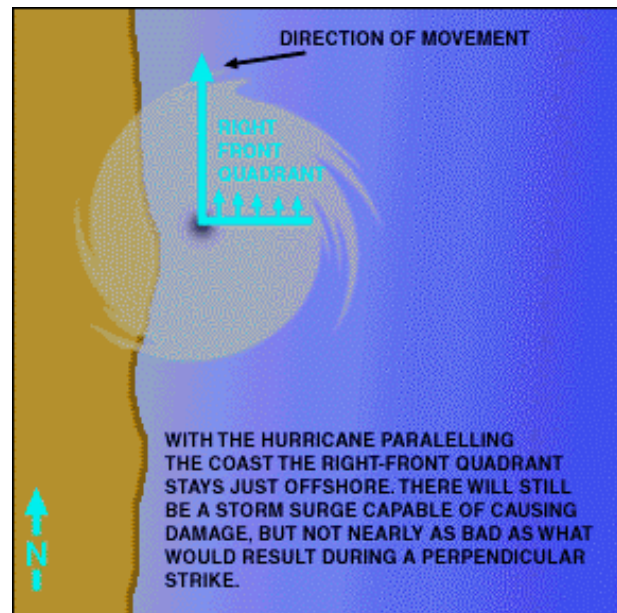 DIRECTION OF MOVEMENT
RIGHT
FRONT
QUADRANT
WITH THE HURRICANE PARALELLING
THE COAST THE RIGHT-FRONT QUADRANT
STAYS JUST OFFSHORE. THERE WILL STILL
BE A STORM SURGE CAPABLE OF CAUSING
DAMAGE, BUT NOT NEARLY AS BAD AS WHAT
WOULD RESULT DURING A PERPENDICULAR
STRIKE.
N